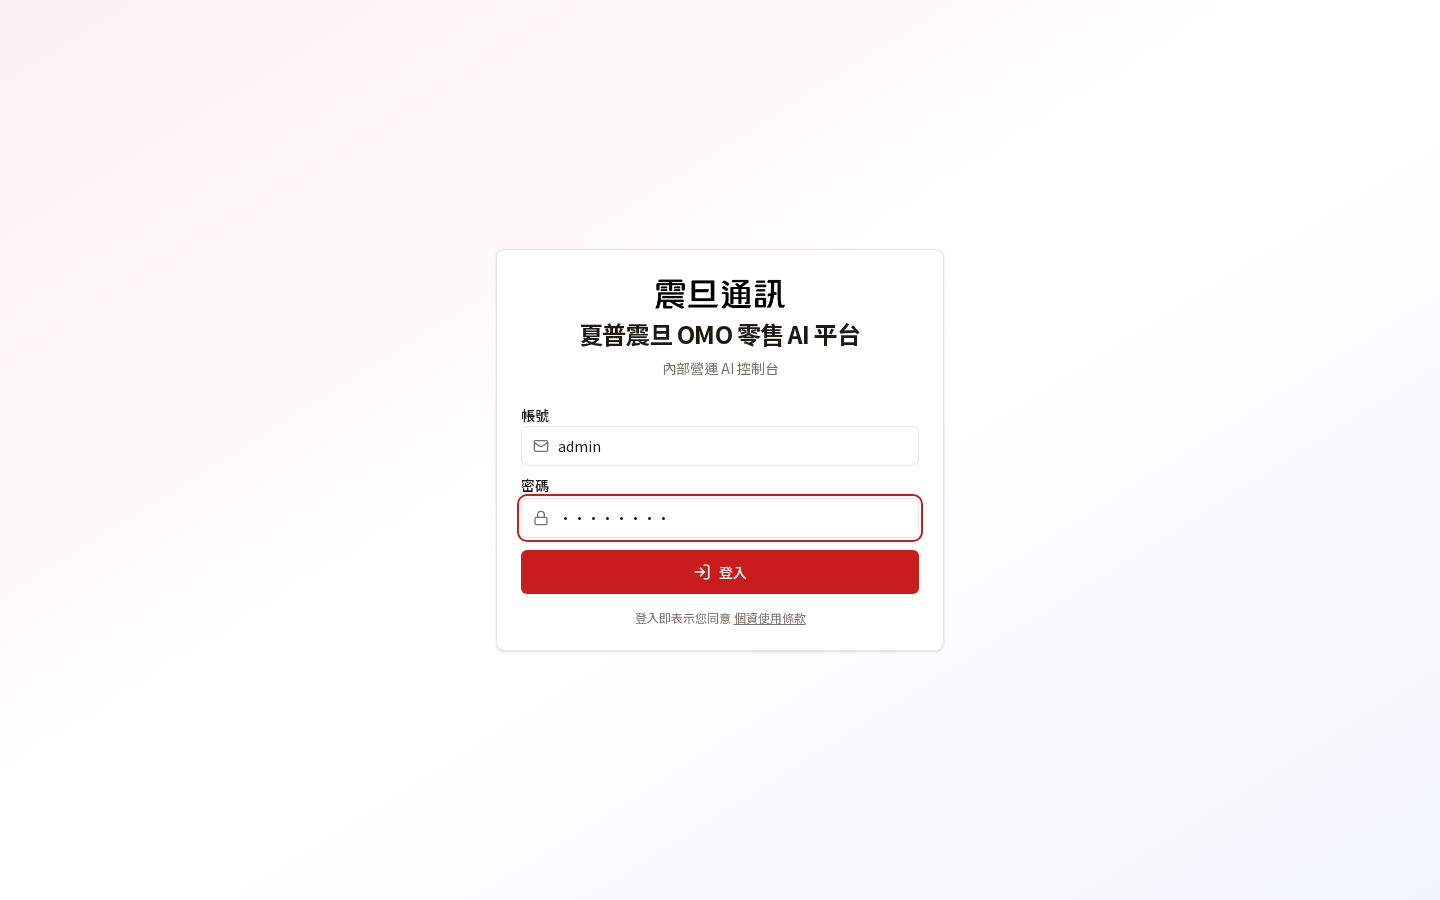 震旦通訊
夏普震旦 OMO 零售 AI 平台
內部營運 AI 控制台
帳號
admin
密碼
••••••••
登入
登入即表示您同意 個資使用條款